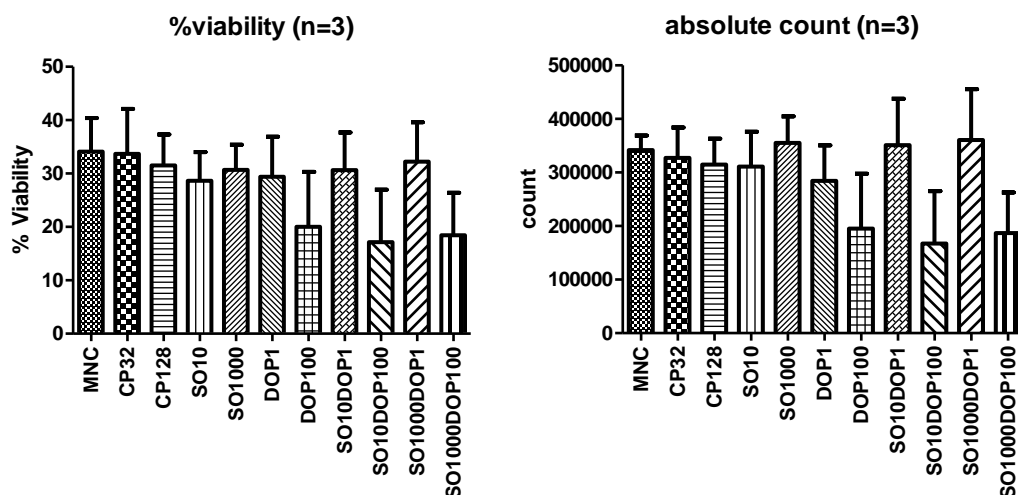 %viability (n=3)
% Viability
50
40
30
20
10
0
MNC
CP32
CP128
SO10
SO1000
DOP1
DOP100
SO10DOP1
SO10DOP100
SO1000DOP1
SO1000DOP100
absolute count (n=3)
count
500000
400000
300000
200000
100000
0
MNC
CP32
CP128
SO10
SO1000
DOP1
DOP100
SO10DOP1
SO10DOP100
SO1000DOP1
SO1000DOP100